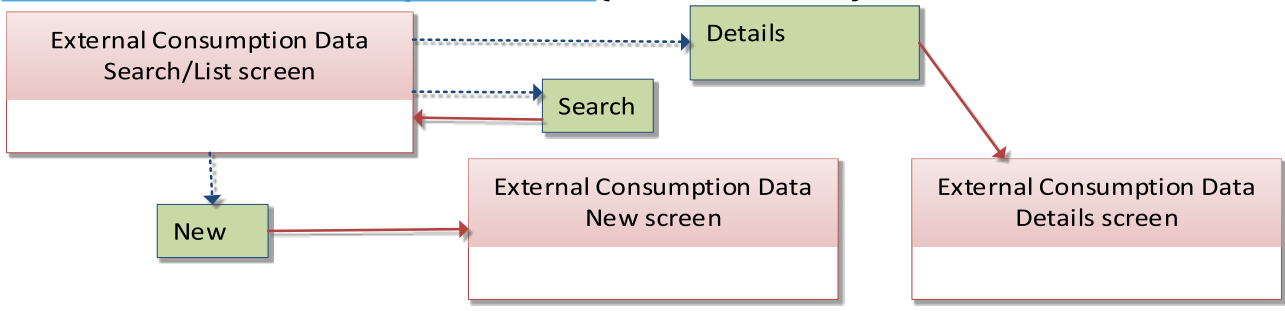 External Consumption Data
Search/List screen
Details
Search
External Consumption Data
New screen
External Consumption Data
Details screen
New